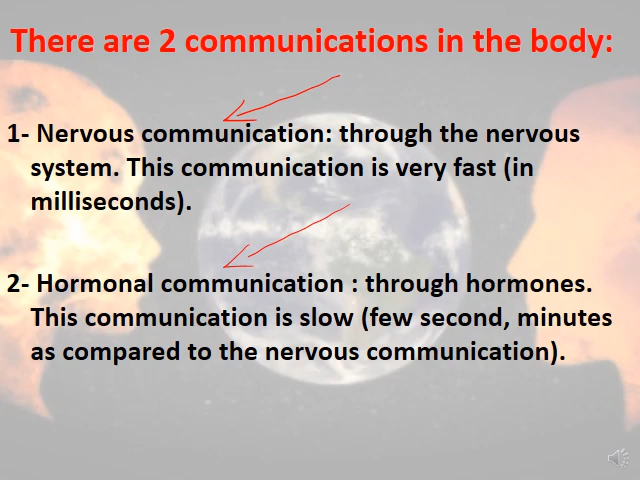 There are 2 communications in the body:
1- Nervous communication: through the nervous
system. This communication is very fast (in
milliseconds).
2- Hormonal communication : through hormones.
This communication is slow (few second, minutes
as compared to the nervous communication).